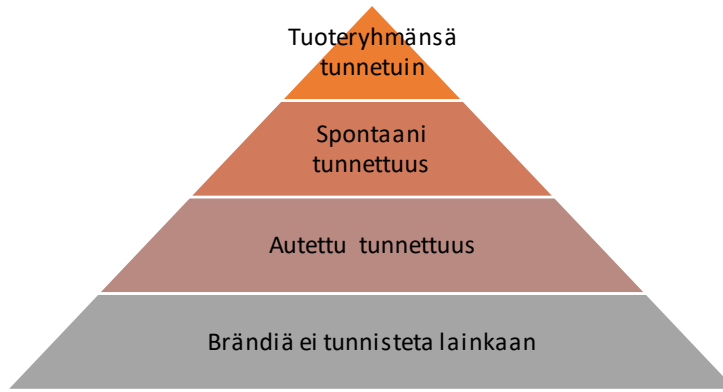 Tuoteryhmänsä
tunnetuin
Spontaani
tunnettuus
Autettu tunnettuus
Brändiä ei tunnisteta lainkaan